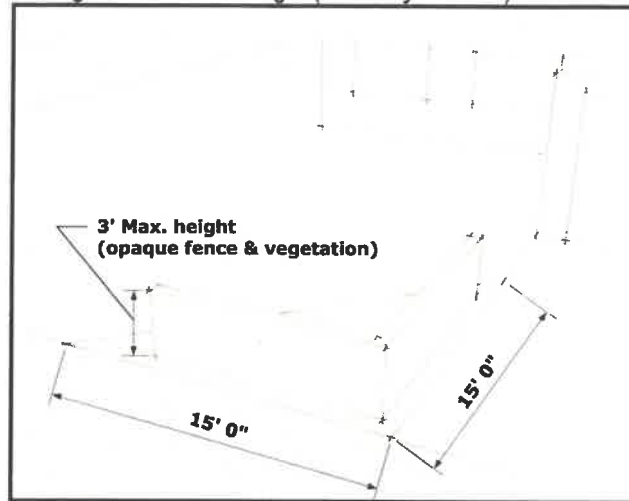 3' Max. height
(opaque fence & vegetation)
15' 0"
15' 0"